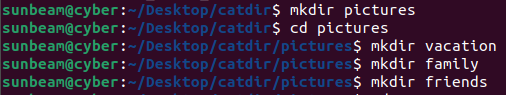 sunbeam@cyber:~/Desktop/catdir$ mkdir pictures
sunbeam@cyber:~/Desktop/catdir$ cd pictures
sunbeam@cyber:~/Desktop/catdir/pictures$ mkdir vacation
sunbeam@cyber:~/Desktop/catdir/pictures$ mkdir family
sunbeam@cyber:~/Desktop/catdir/pictures$ mkdir friends